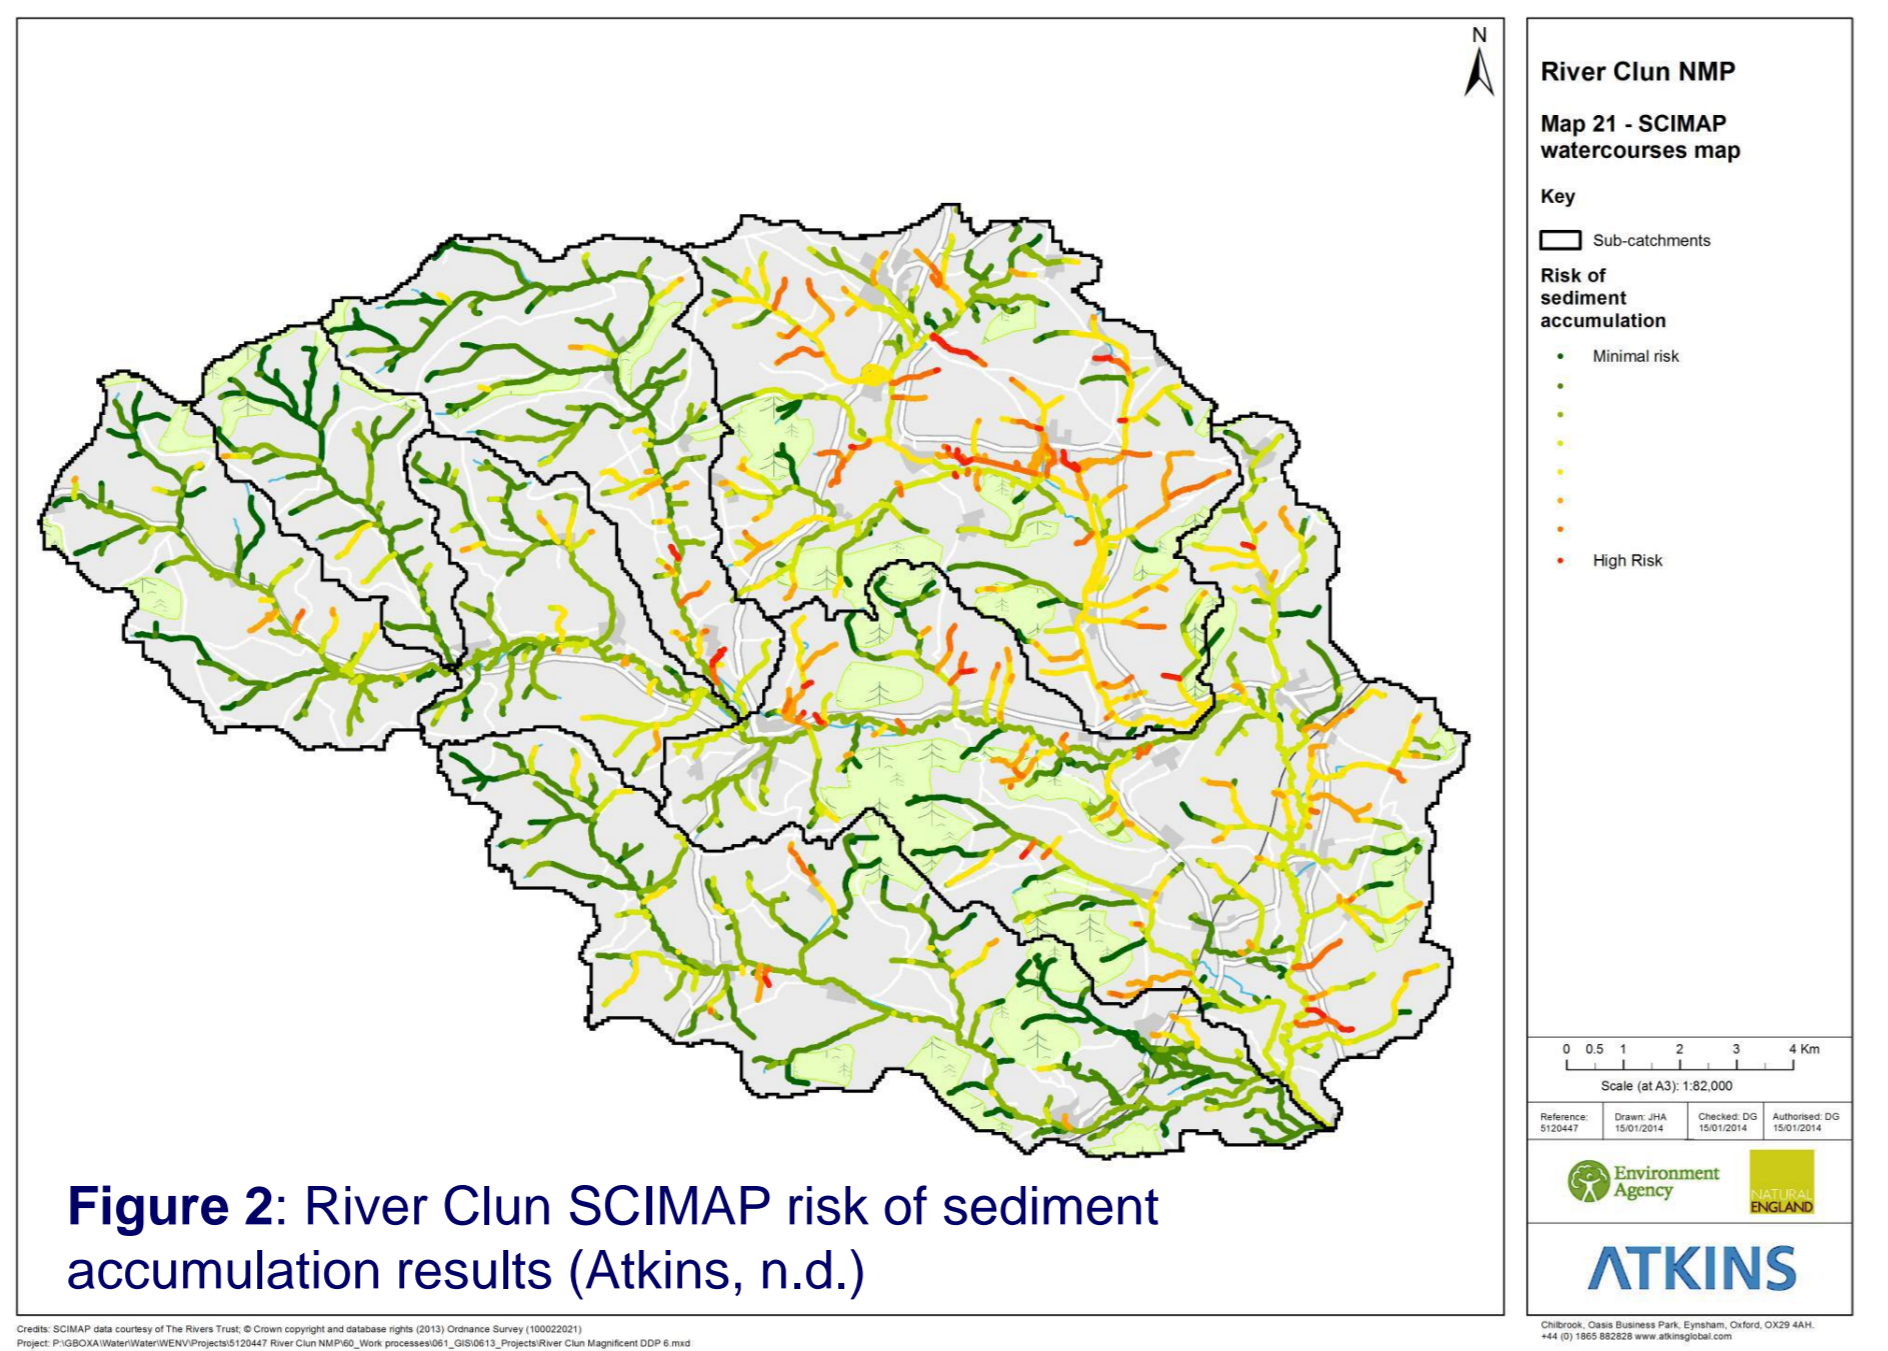 N
River Clun NMP
Map 21 - SCIMAP
watercourses map
Key
Sub-catchments
Risk of
sediment
accumulation
Minimal risk
High Risk
0 0.5 1 2 3 4 Km
Scale (at A3): 1:82,000
Reference:
5120447
Drawn: JHA
15/01/2014
Checked: DG
15/01/2014
Authorised: DG
15/01/2014
Environment
Agency
NATURAL
ENGLAND
ATKINS
Figure 2: River Clun SCIMAP risk of sediment
accumulation results (Atkins, n.d.)
Credits: SCIMAP data courtesy of The Rivers Trust; © Crown copyright and database rights (2013) Ordnance Survey (100022021)
Project: P:\GBOXA\Water\Water\WENV\Projects\5120447 River Clun NMP\60_Work processes\061_GIS\0613_Projects\River Clun Magnificent DDP 6.mxd
Chilbrook, Oasis Business Park, Eynsham, Oxford, OX29 4AH.
+44 (0) 1865 882828 www.atkinsglobal.com